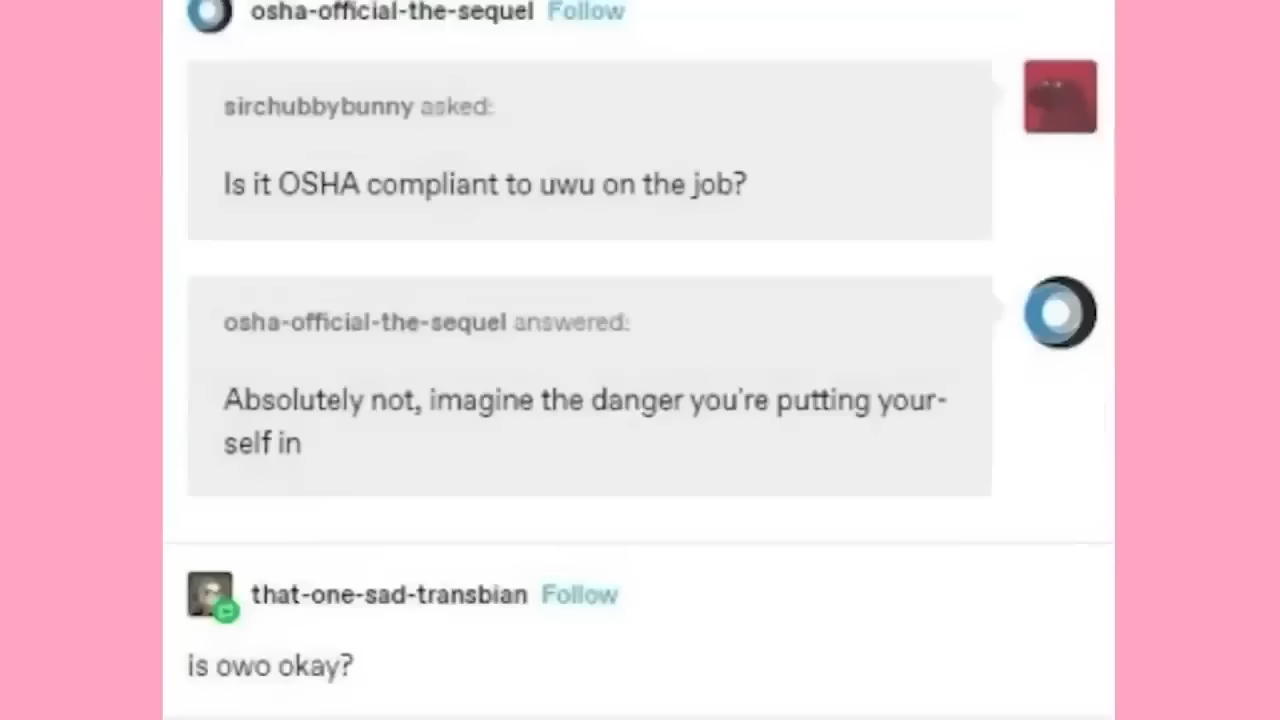 osha-official-the-sequel Follow
sirchubbybunny asked:
Is it OSHA compliant to uwu on the job?
osha-official-the-sequel answered:
Absolutely not, imagine the danger you're putting your-
self in
that-one-sad-transbian Follow
is owo okay?